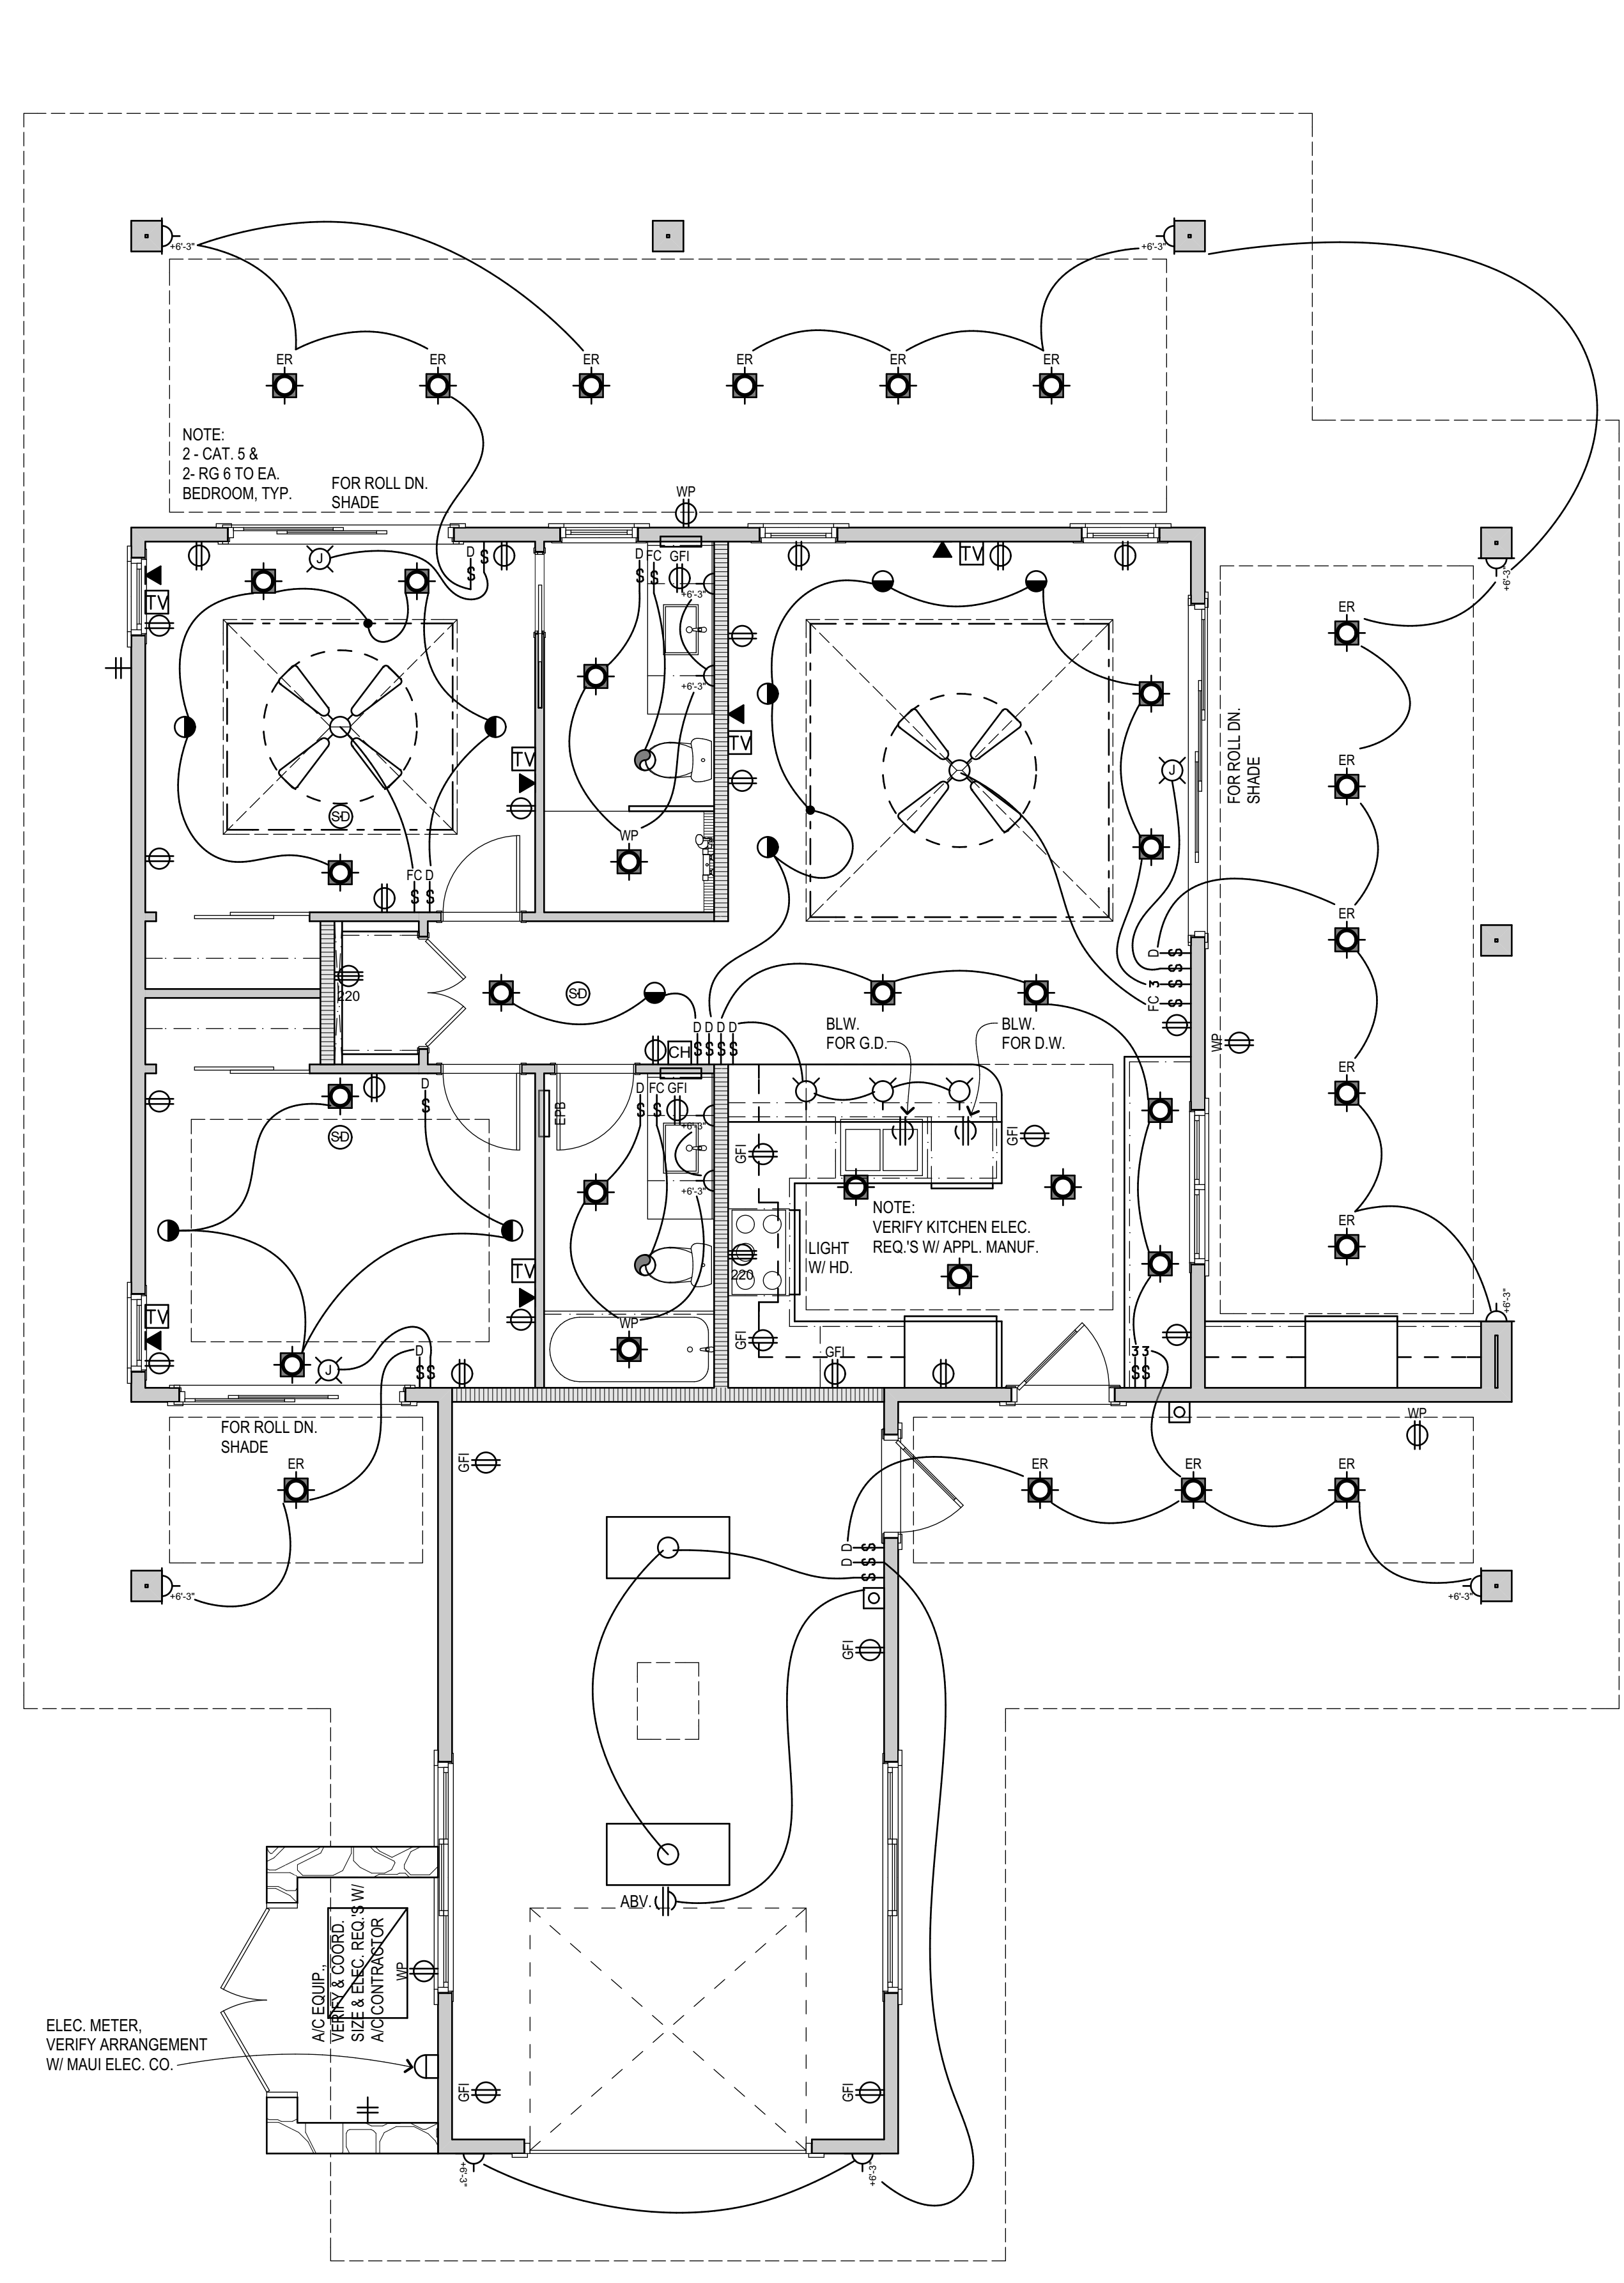 +6'-3"
+6'-3"
ER
ER
ER
ER
ER
ER
NOTE:
2 - CAT. 5 &
2- RG 6 TO EA.
BEDROOM, TYP.
FOR ROLL DN.
SHADE
WP
D
S
S
J
TV
D
FC
GFI
S
S
+6'-3"
TV
+6'-3"
ER
+6'-3"
TV
TV
J
FOR ROLL DN.
SHADE
ER
SD
WP
FC D
S S
ER
D
S
S
3
S
FC
S
220
SD
CH
D D D D
S S S S
BLW.
FOR G.D.
BLW.
FOR D.W.
WP
ER
D
S
SD
EPB
D FC GFI
S S
+6'-3"
+6'-3"
GFI
GFI
NOTE:
VERIFY KITCHEN ELEC.
REQ.'S W/ APPL. MANUF.
LIGHT
W/ HD.
220
ER
TV
TV
J
D
S S
WP
GFI
GFI
3 3
S S
+6'-3"
FOR ROLL DN.
SHADE
WP
ER
GFI
ER
ER
ER
+6'-3"
D
S
D
S
S
+6'-3"
GFI
ABV.
A/C EQUIP.,
VERIFY & COORD.
SIZE & ELEC. REQ.'S W/
A/C CONTRACTOR
WP
ELEC. METER,
VERIFY ARRANGEMENT
W/ MAUI ELEC. CO.
GFI
GFI
+6'-3"
+6'-3"